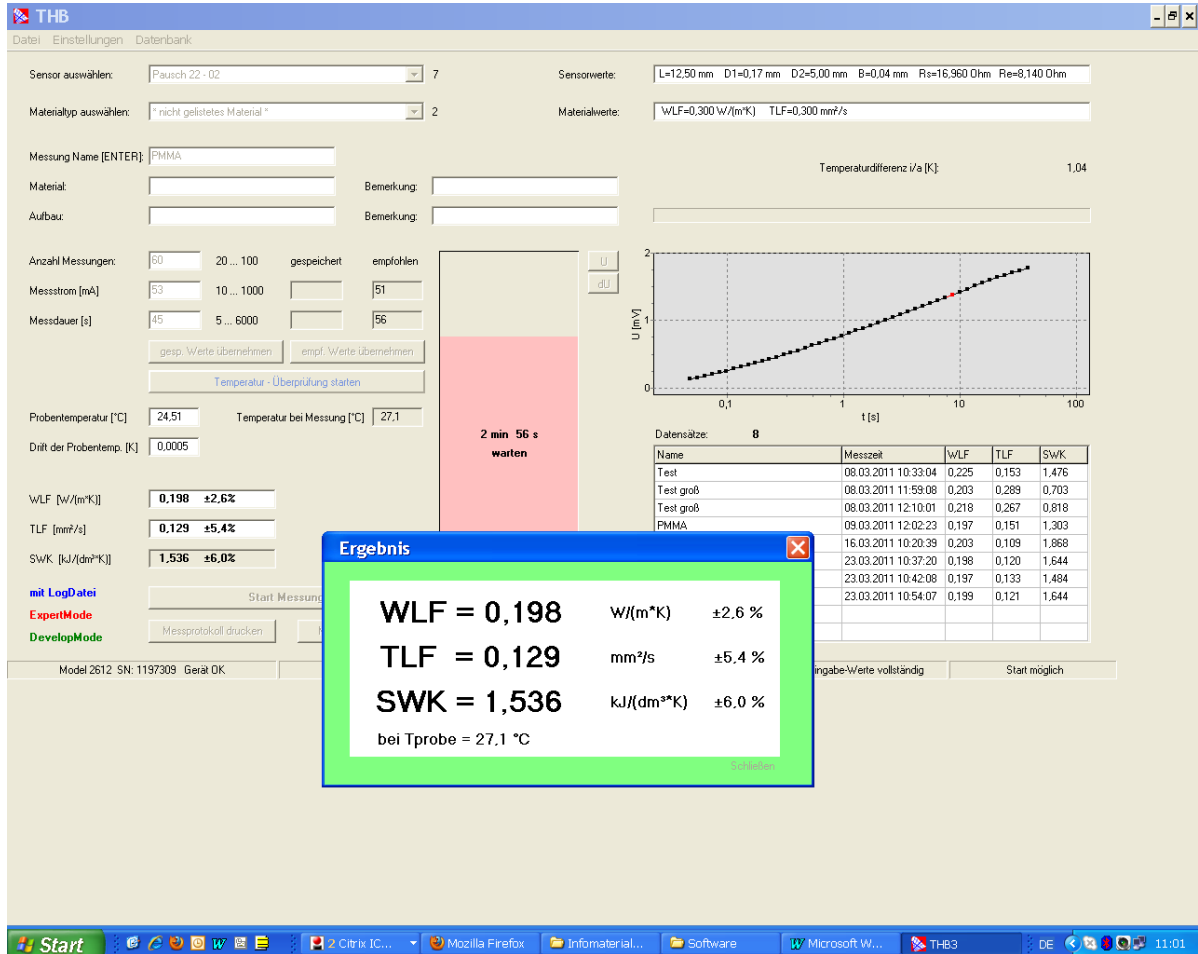 THB
Datei Einstellungen Datenbank
Sensor auswählen: Pausch 22 - 02 7 Sensorwerte: L=12,50 mm D1=0,17 mm D2=5,00 mm B=0,04 mm Rs=16,960 Ohm Re=8,140 Ohm
Materialtyp auswählen: * nicht gelistetes Material * 2 Materialwerte: WLF=0,300 W/(m*K) TLF=0,300 mm²/s
Messung Name [ENTER]: PMMA
Temperaturdifferenz i/a [K]: 1,04
Material: Bemerkung:
Aufbau: Bemerkung:
Anzahl Messungen: 60 20 ... 100 gespeichert empfohlen
Messstrom [mA] 53 10 ... 1000 51
Messdauer [s] 45 5 ... 6000 56
gesp. Werte übernehmen empf. Werte übernehmen
Temperatur - Überprüfung starten
Probentemperatur [°C] 24,51 Temperatur bei Messung [°C] 27,1
Drift der Probentemp. [K] 0,0005
2 min 56 s
warten
U
dU
U [mV]
2
1
0
0,1 1 10 100
t [s]
Datensätze: 8
Name Messzeit WLF TLF SWK
Test 08.03.2011 10:33:04 0,225 0,153 1,476
Test groß 08.03.2011 11:59:08 0,203 0,289 0,703
Test groß 08.03.2011 12:10:01 0,218 0,267 0,818
PMMA 09.03.2011 12:02:23 0,197 0,151 1,303
16.03.2011 10:20:39 0,203 0,109 1,868
23.03.2011 10:37:20 0,198 0,120 1,644
23.03.2011 10:42:08 0,197 0,133 1,484
23.03.2011 10:54:07 0,199 0,121 1,644
WLF [W/(m*K)] 0,198 ±2,6%
TLF [mm²/s] 0,129 ±5,4%
SWK [kJ/(dm³*K)] 1,536 ±6,0%
mit LogDatei
ExpertMode
DevelopMode
Start Messung
Messprotokoll drucken
Ergebnis
WLF = 0,198 W/(m*K) ±2,6 %
TLF = 0,129 mm²/s ±5,4 %
SWK = 1,536 kJ/(dm³*K) ±6,0 %
bei Tprobe = 27,1 °C
Schließen
Model 2612 SN: 1197309 Gerät OK ingabe-Werte vollständig Start möglich
Start 2 Citrix IC... Mozilla Firefox Infomaterial... Software Microsoft W... THB3 DE 11:01